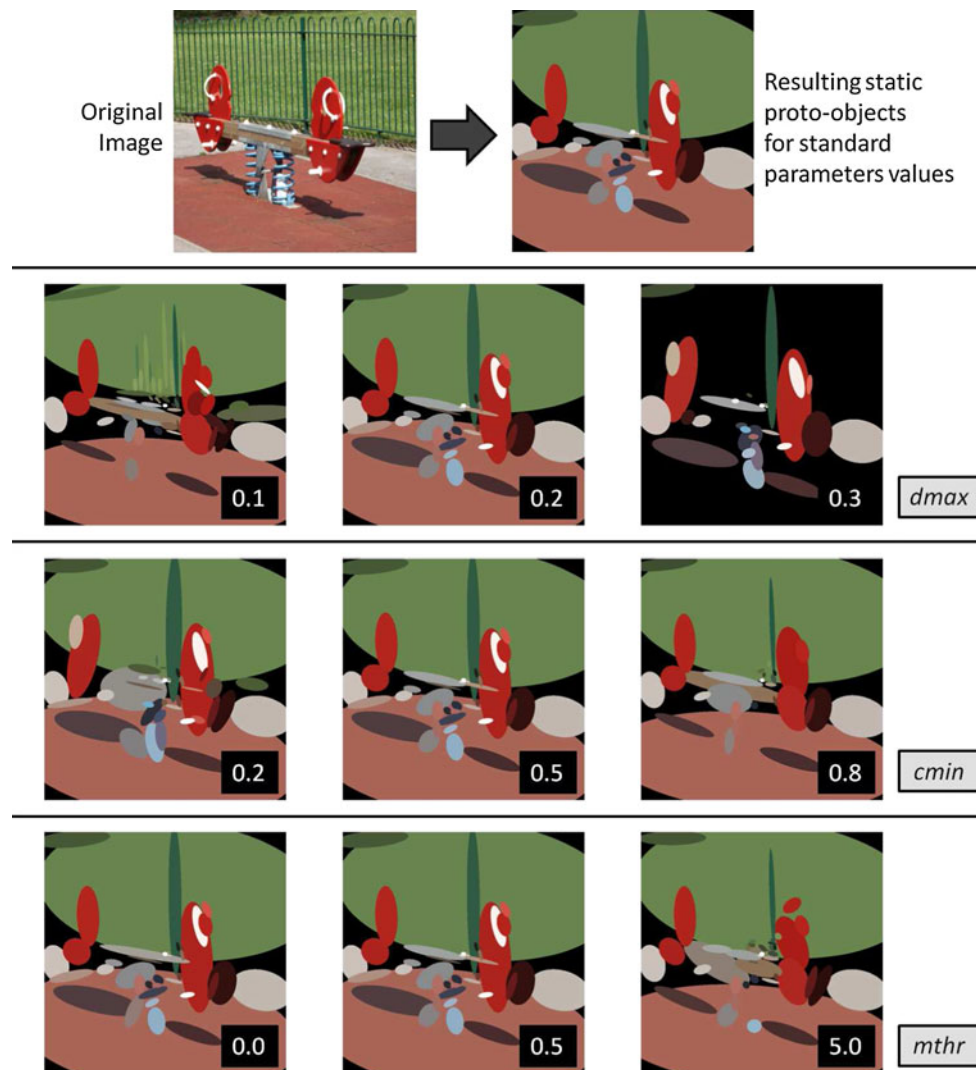 Original
Image
Resulting static
proto-objects
for standard
parameters values
0.1
0.2
0.3
dmax
0.2
0.5
0.8
cmin
0.0
0.5
5.0
mthr